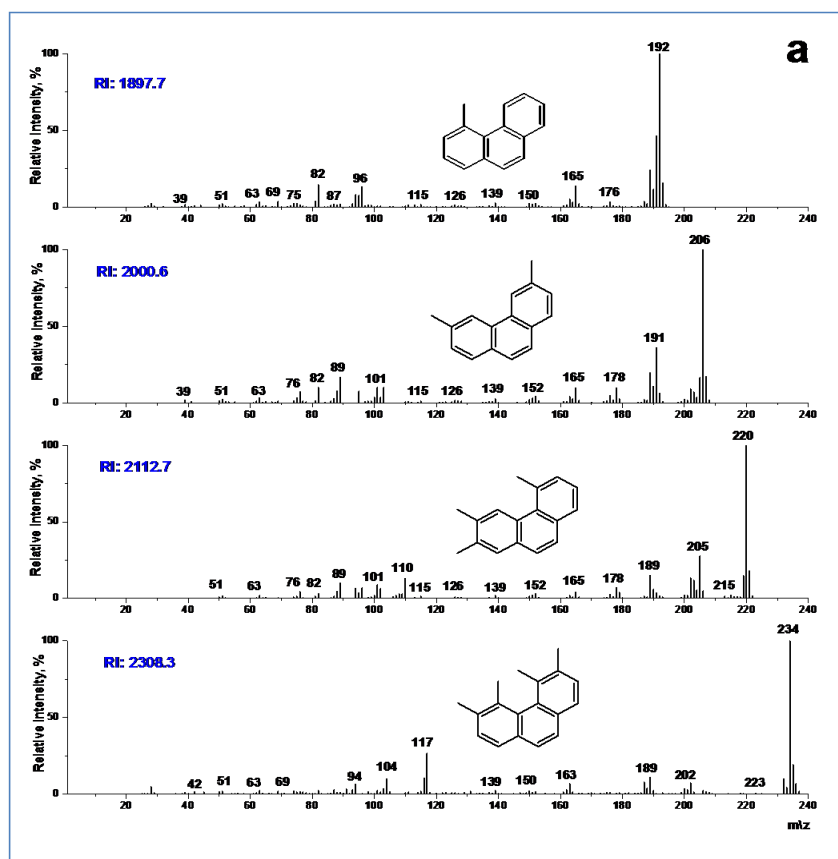 a
Relative Intensity, %
100
50
0
RI: 1897.7
39 51 63 69 75 82 87 96 115 126 139 150 165 176 192
20 40 60 80 100 120 140 160 180 200 220 240
Relative Intensity, %
100
50
0
RI: 2000.6
39 51 63 76 82 89 101 115 126 139 152 165 178 191 206
20 40 60 80 100 120 140 160 180 200 220 240
Relative Intensity, %
100
50
0
RI: 2112.7
51 63 76 82 89 101 110 115 126 139 152 165 178 189 205 215 220
20 40 60 80 100 120 140 160 180 200 220 240
Relative Intensity, %
100
50
0
RI: 2308.3
42 51 63 69 94 104 117 139 150 163 189 202 223 234
20 40 60 80 100 120 140 160 180 200 220 m/z